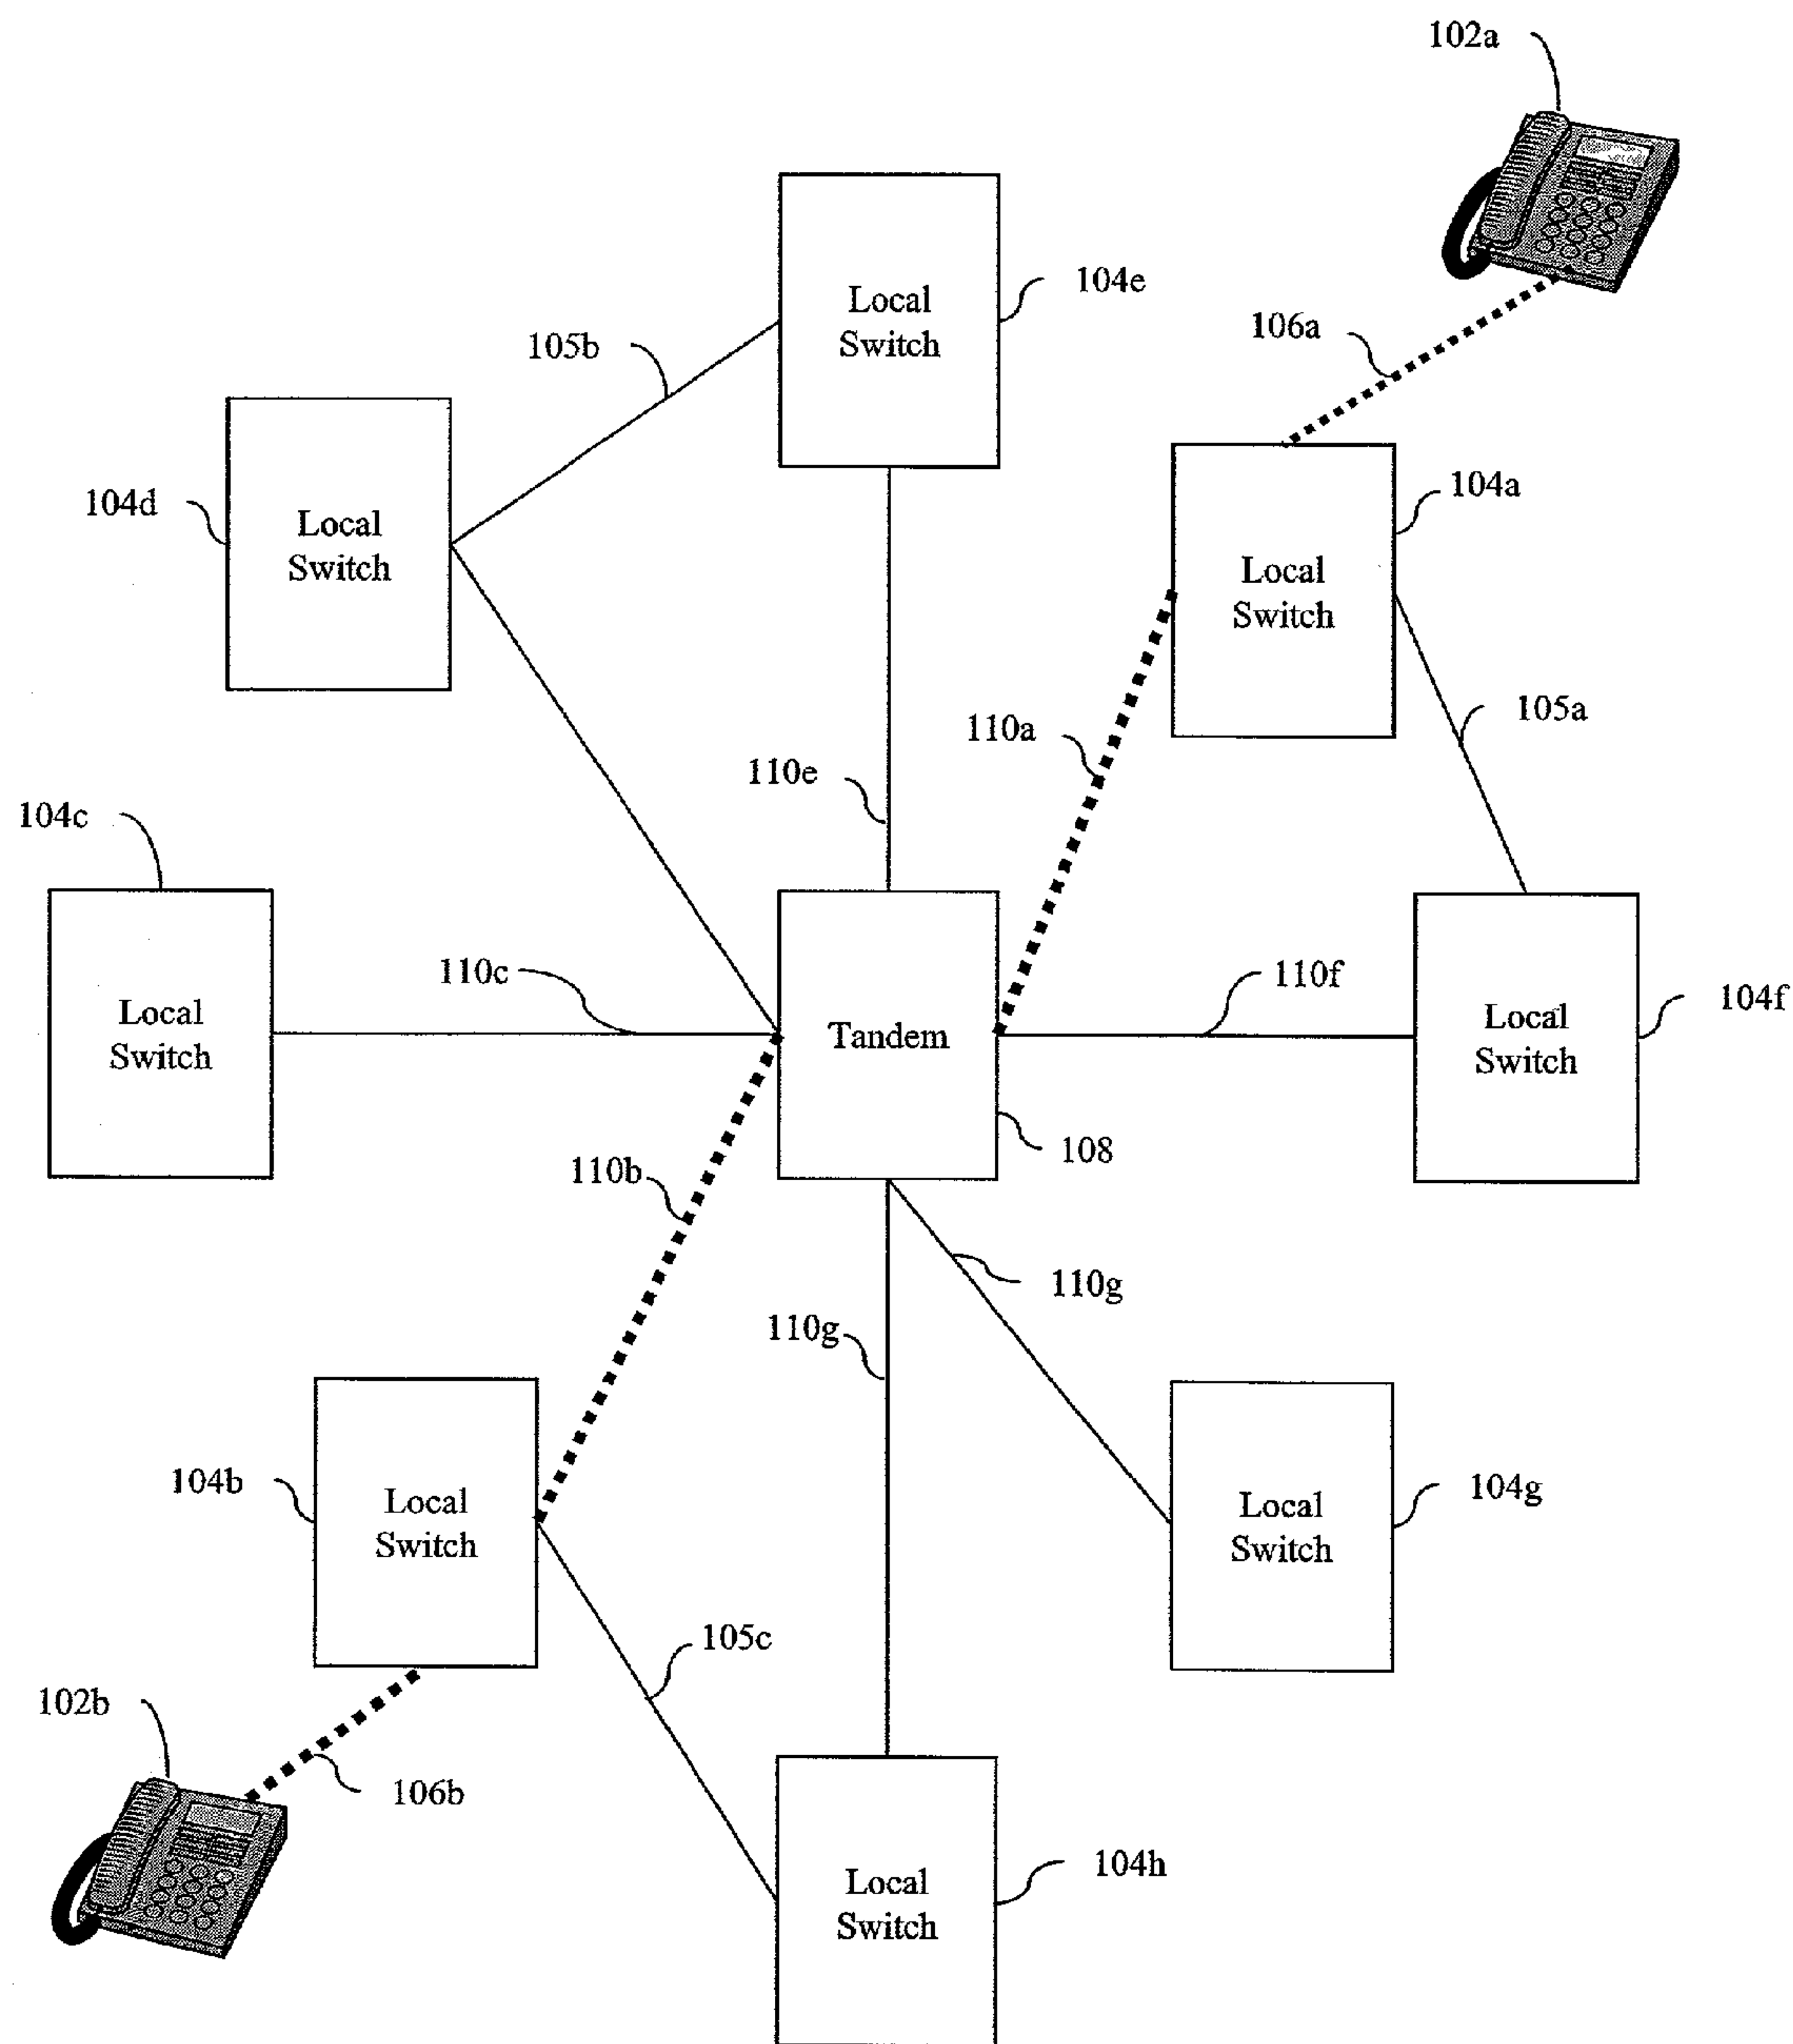 102a
104e
Local
Switch
106a
105b
104d
Local
Switch
104a
Local
Switch
105a
110a
110e
104c
Local
Switch
110c
Tandem
110f
Local
Switch
104f
108
110b
110g
110g
104b
Local
Switch
Local
Switch
104g
105c
102b
106b
Local
Switch
104h